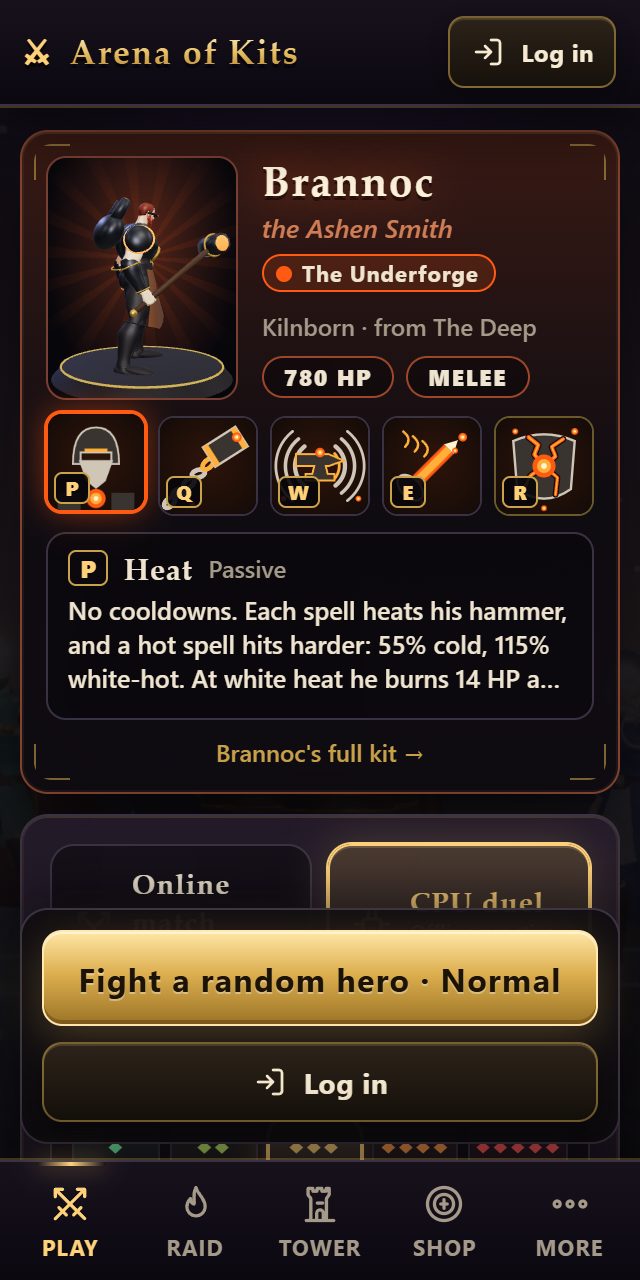 Arena of Kits
Log in
Brannoc
the Ashen Smith
The Underforge
Kilnborn · from The Deep
780 HP
MELEE
P
Q
W
E
R
P Heat Passive
No cooldowns. Each spell heats his hammer,
and a hot spell hits harder: 55% cold, 115%
white-hot. At white heat he burns 14 HP a...
Brannoc's full kit →
Online
match
CPU duel
Fight a random hero · Normal
Log in
PLAY
RAID
TOWER
SHOP
MORE